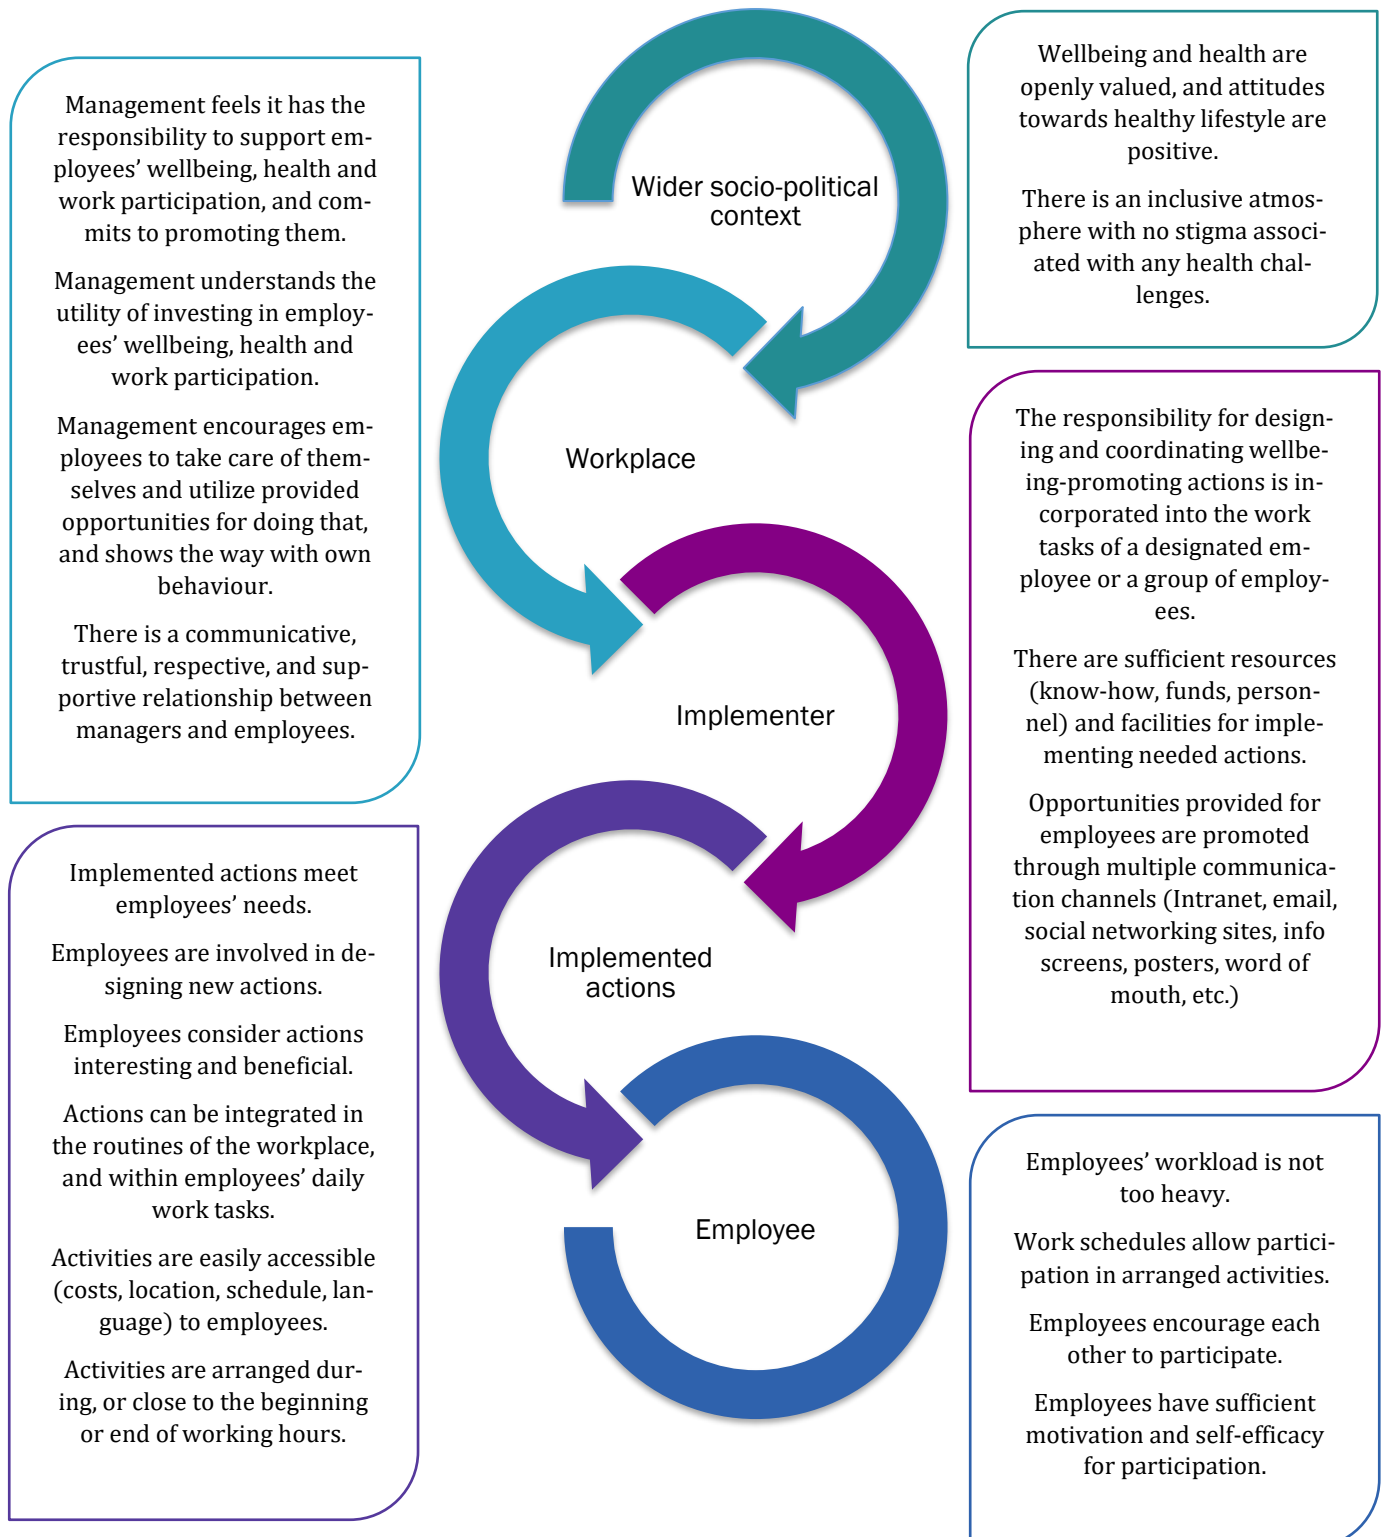 Wider socio-political
context
Wellbeing and health are
openly valued, and attitudes
towards healthy lifestyle are
positive.
There is an inclusive atmos-
phere with no stigma associ-
ated with any health chal-
lenges.
Management feels it has the
responsibility to support em-
ployees’ wellbeing, health and
work participation, and com-
mits to promoting them.
Management understands the
utility of investing in employ-
ees’ wellbeing, health and
work participation.
Management encourages em-
ployees to take care of them-
selves and utilize provided
opportunities for doing that,
and shows the way with own
behaviour.
There is a communicative,
trustful, respective, and sup-
portive relationship between
managers and employees.
Workplace
Implementer
The responsibility for design-
ing and coordinating wellbe-
ing-promoting actions is in-
corporated into the work
tasks of a designated em-
ployee or a group of employ-
ees.
There are sufficient resources
(know-how, funds, person-
nel) and facilities for imple-
menting needed actions.
Opportunities provided for
employees are promoted
through multiple communica-
tion channels (Intranet, email,
social networking sites, info
screens, posters, word of
mouth, etc.)
Implemented actions meet
employees’ needs.
Employees are involved in de-
signing new actions.
Employees consider actions
interesting and beneficial.
Actions can be integrated in
the routines of the workplace,
and within employees’ daily
work tasks.
Activities are easily accessible
(costs, location, schedule, lan-
guage) to employees.
Activities are arranged dur-
ing, or close to the beginning
or end of working hours.
Implemented
actions
Employee
Employees’ workload is not
too heavy.
Work schedules allow partici-
pation in arranged activities.
Employees encourage each
other to participate.
Employees have sufficient
motivation and self-efficacy
for participation.